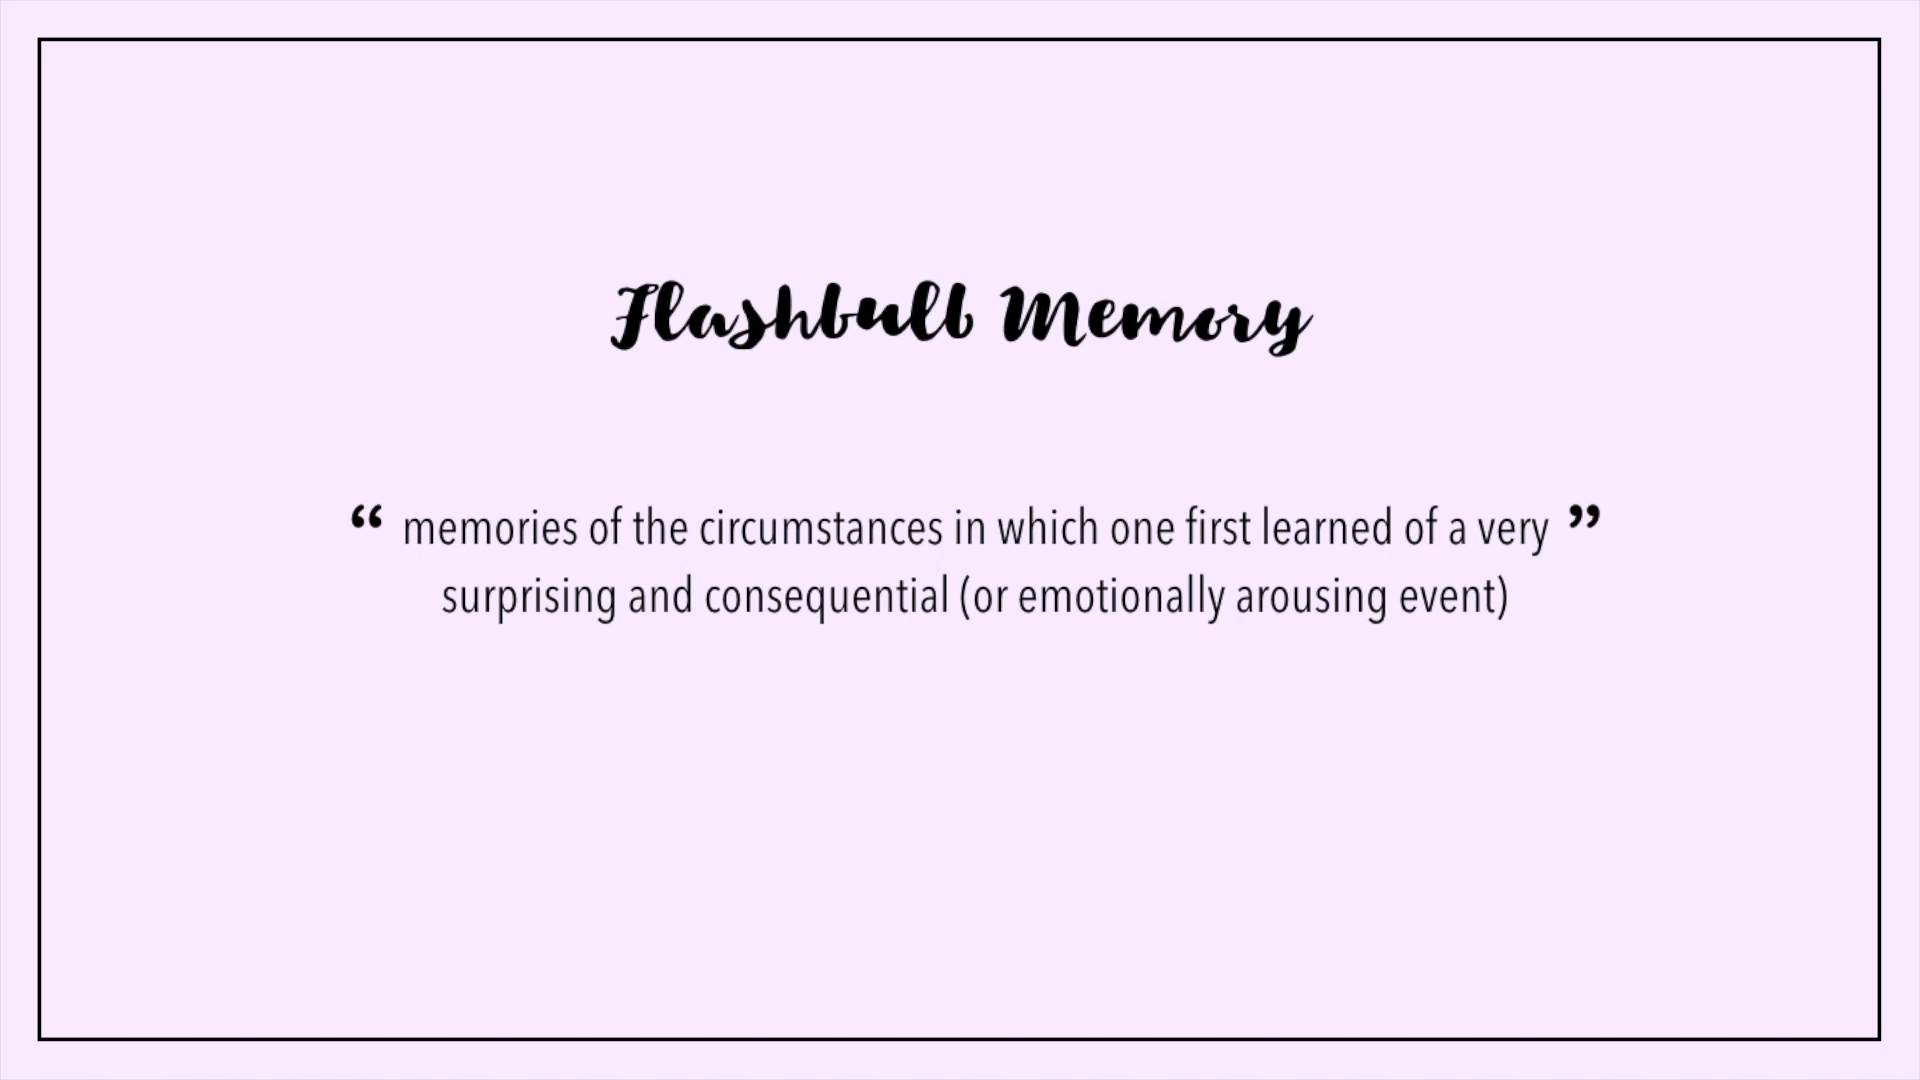 Flashbulb Memory
“ memories of the circumstances in which one first learned of a very ”
surprising and consequential (or emotionally arousing event)